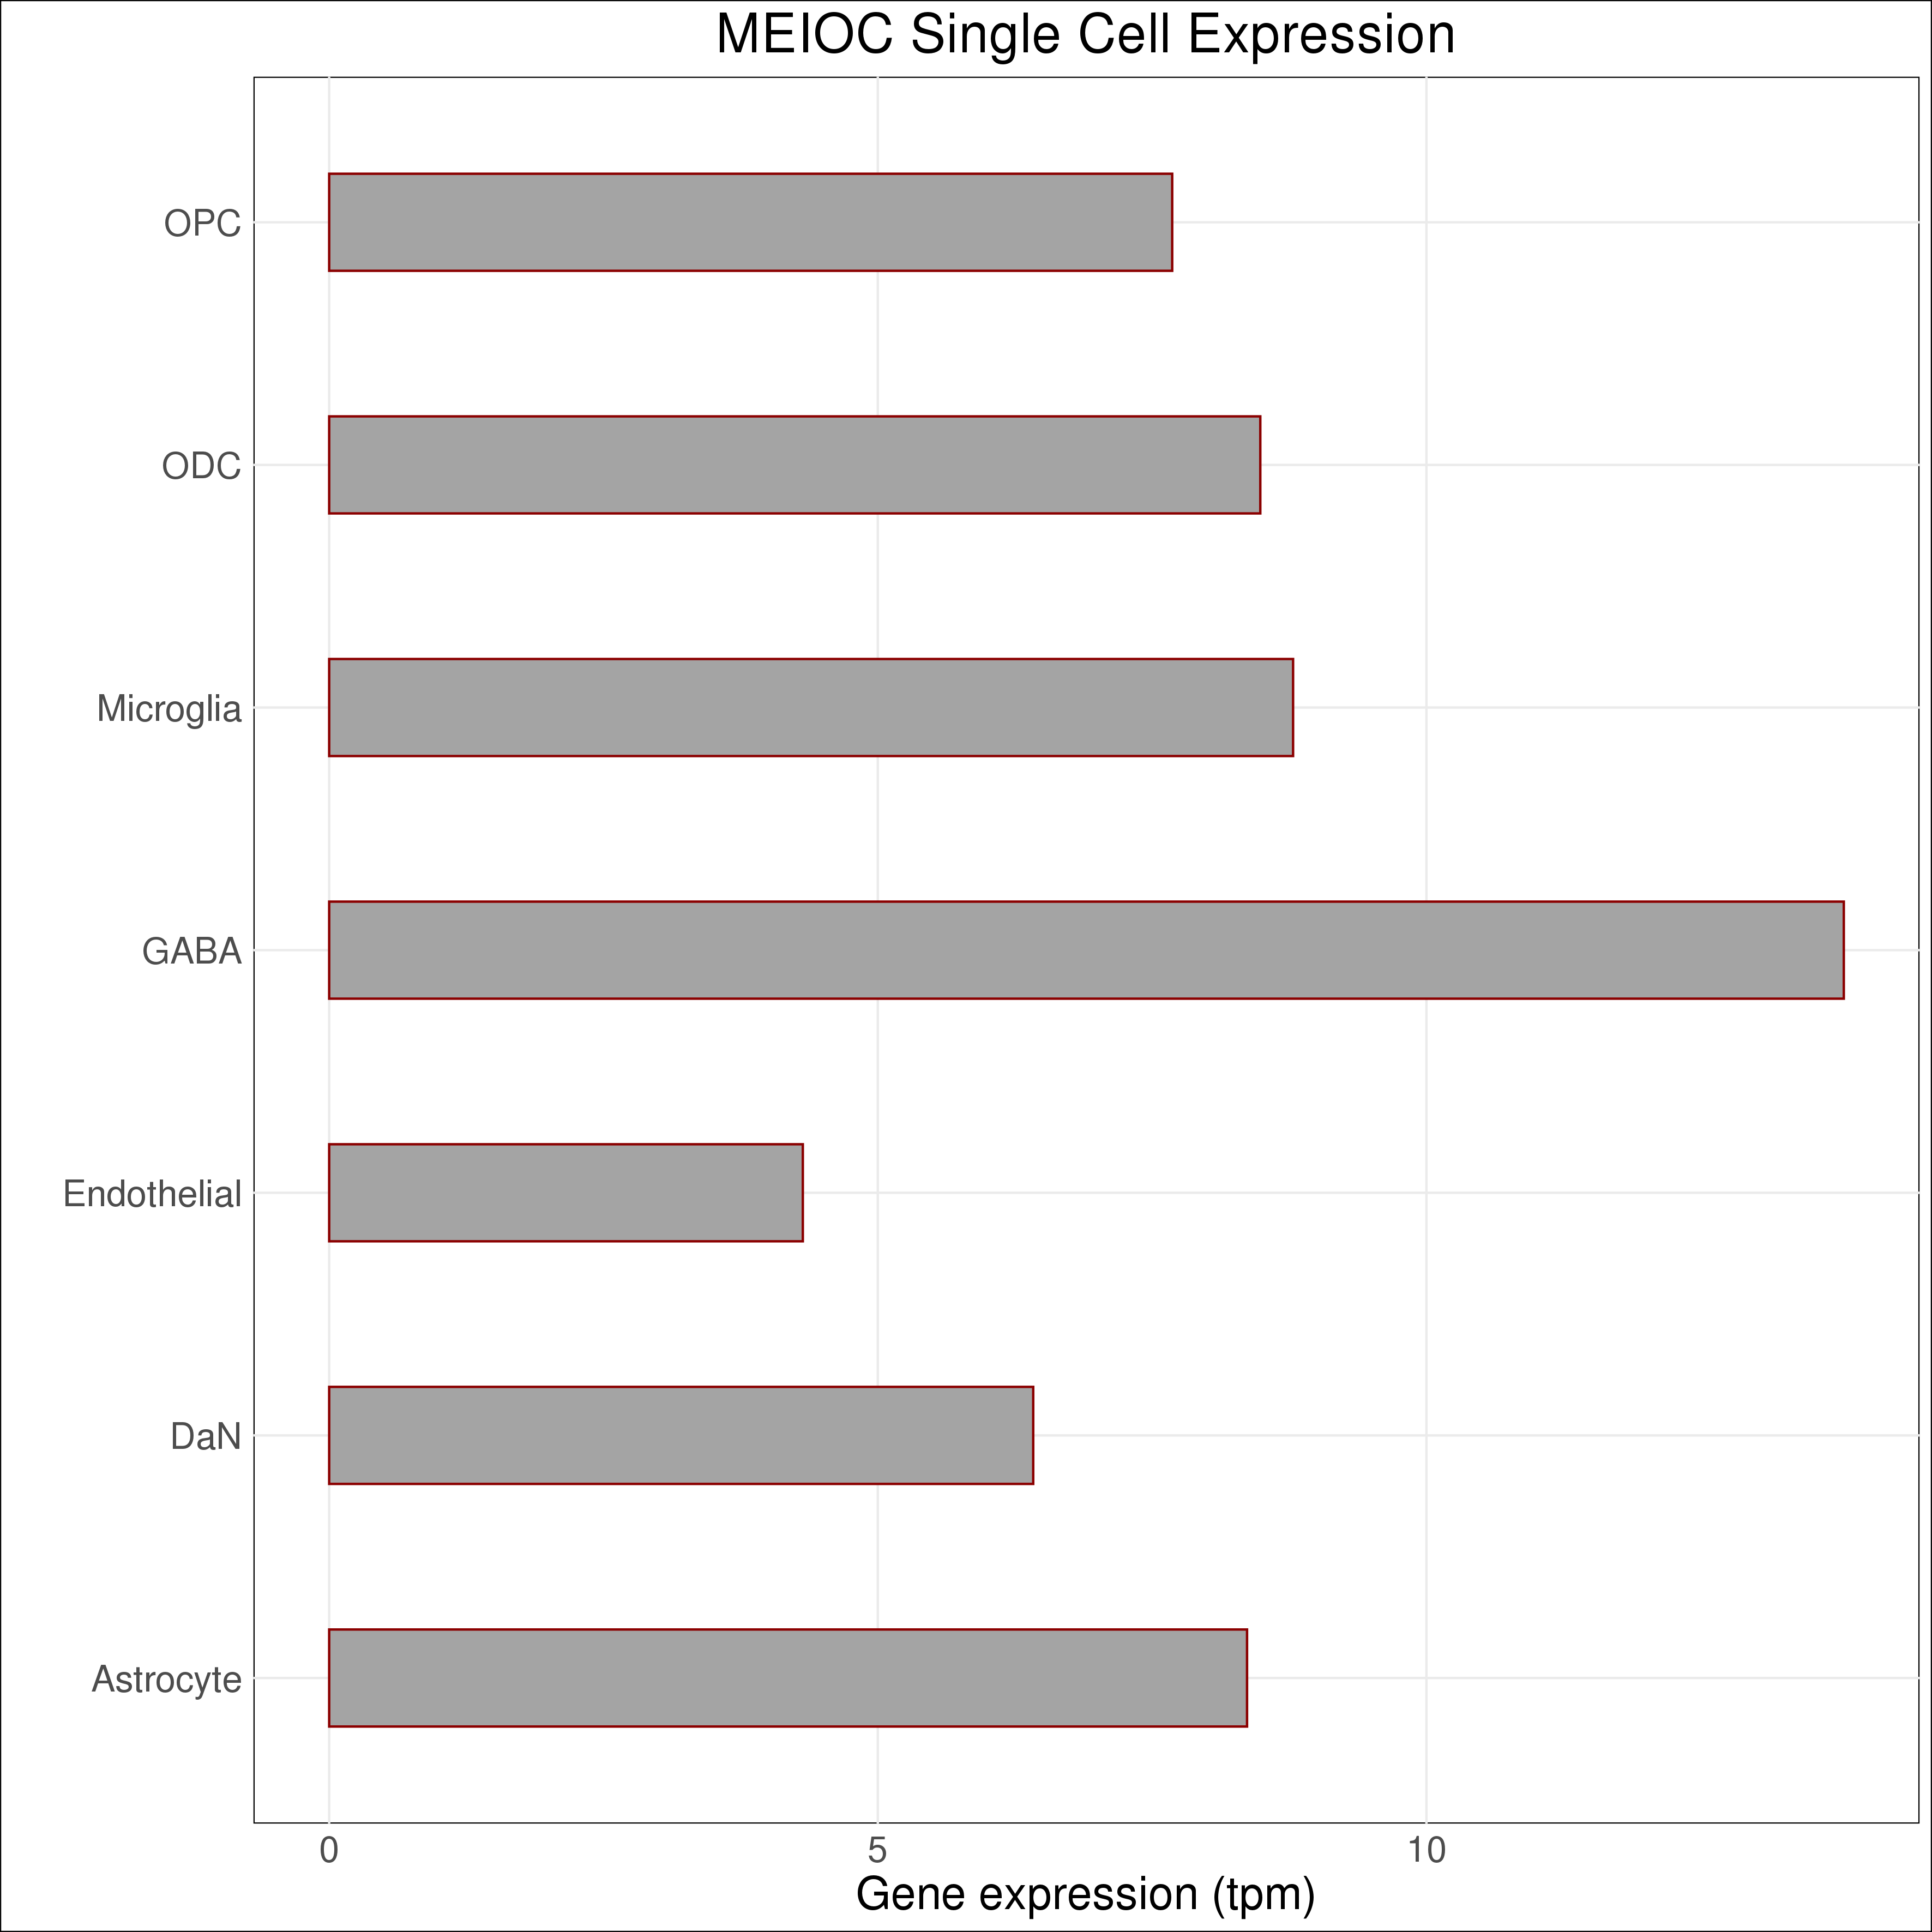 MEIOC Single Cell Expression
OPC
ODC
Microglia
GABA
Endothelial
DaN
Astrocyte
0 5 10
Gene expression (tpm)